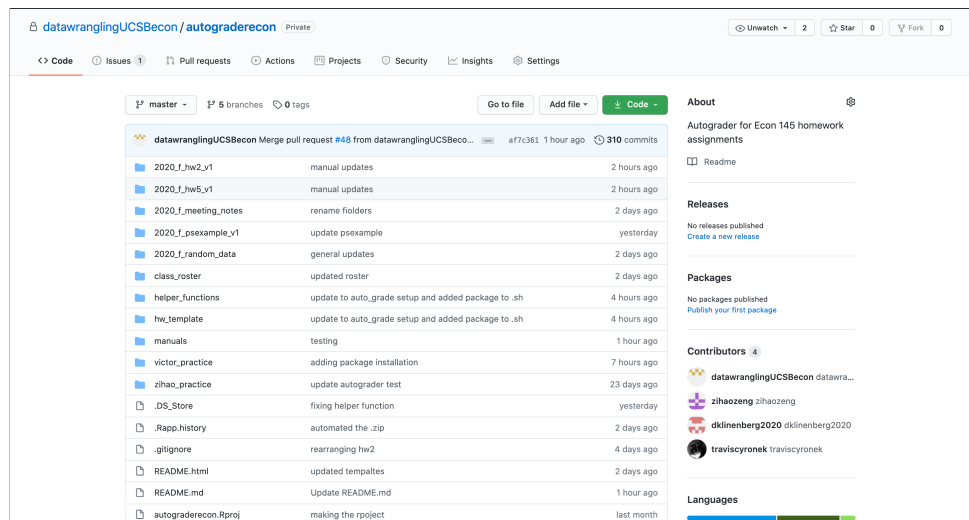 datawranglingUCSBecon / autograderecon Private
Unwatch 2 Star 0 Fork 0
Code Issues 1 Pull requests Actions Projects Security Insights Settings
master 5 branches 0 tags Go to file Add file Code
datawranglingUCSBecon Merge pull request #48 from datawranglingUCSBeco... af7c361 1 hour ago 310 commits
2020_f_hw2_v1 manual updates 2 hours ago
2020_f_hw5_v1 manual updates 2 hours ago
2020_f_meeting_notes rename fiolders 2 days ago
2020_f_psexample_v1 update psexample yesterday
2020_f_random_data general updates 2 days ago
class_roster updated roster 2 days ago
helper_functions update to auto_grade setup and added package to .sh 4 hours ago
hw_template update to auto_grade setup and added package to .sh 4 hours ago
manuals testing 1 hour ago
victor_practice adding package installation 7 hours ago
zihao_practice update autograder test 23 days ago
.DS_Store fixing helper function yesterday
.Rapp.history automated the .zip 2 days ago
.gitignore rearranging hw2 4 days ago
README.html updated tempaltes 2 days ago
README.md Update README.md 1 hour ago
autograderecon.Rproj making the rpoject last month
About
Autograder for Econ 145 homework
assignments
Readme
Releases
No releases published
Create a new release
Packages
No packages published
Publish your first package
Contributors 4
datawranglingUCSBecon datawra...
zihaozeng zihaozeng
dklinenberg2020 dklinenberg2020
traviscyronek traviscyronek
Languages